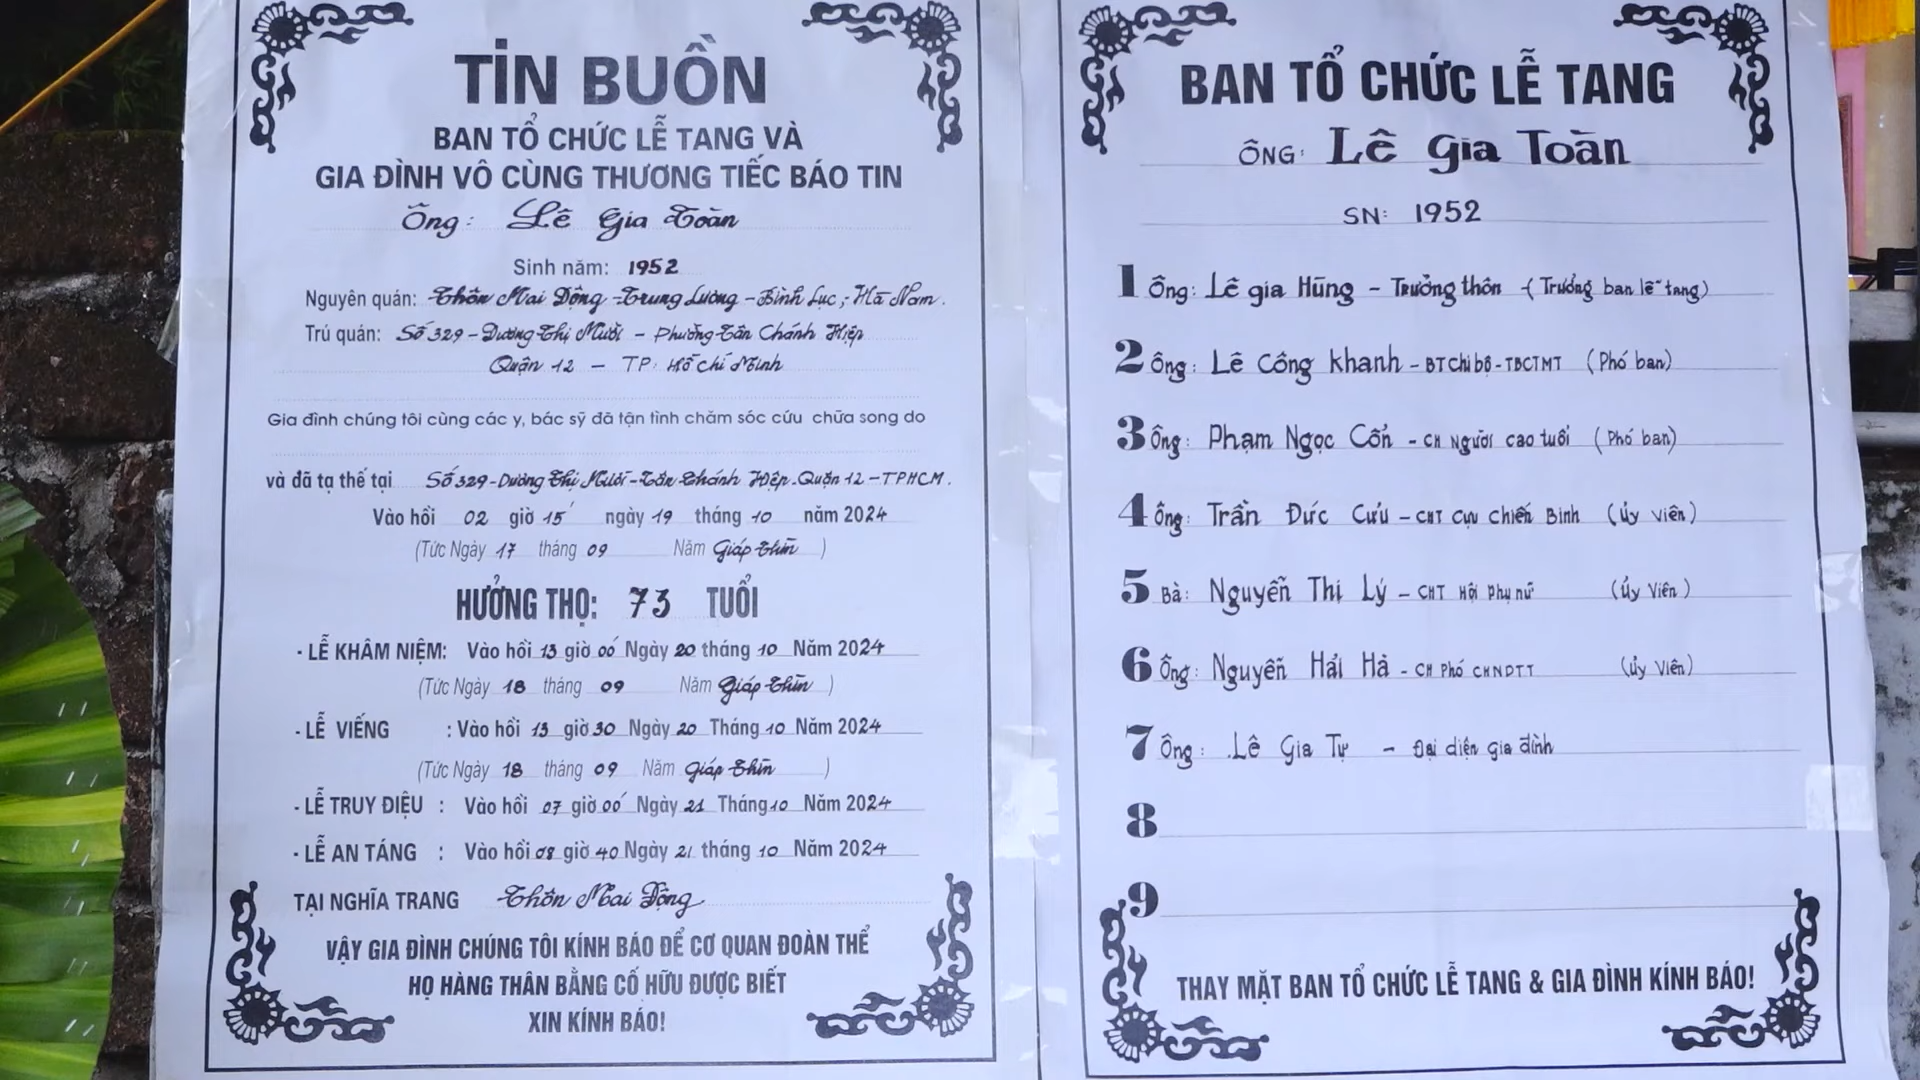 TIN BUỒN
BAN TỔ CHỨC LỄ TANG VÀ
GIA ĐÌNH VÔ CÙNG THƯƠNG TIẾC BÁO TIN
Ông: Lê Gia Toàn
Sinh năm: 1952
Nguyên quán: Thôn Mai Động - Trung Lương - Bình Lục, Hà Nam.
Trú quán: Số 329 - Dương Thị Mười - Phường Tân Chánh Hiệp
Quận 12 - TP. Hồ Chí Minh
Gia đình chúng tôi cùng các y, bác sỹ đã tận tình chăm sóc cứu chữa song do
và đã tạ thế tại Số 329 - Dương Thị Mười - Tân Chánh Hiệp. Quận 12 - TPHCM.
Vào hồi 02 giờ 15' ngày 19 tháng 10 năm 2024
(Tức Ngày 17 tháng 09 Năm Giáp Thìn)
HƯỞNG THỌ: 73 TUỔI
- LỄ KHÂM NIỆM: Vào hồi 13 giờ 00' Ngày 20 tháng 10 Năm 2024
(Tức Ngày 18 tháng 09 Năm Giáp Thìn)
- LỄ VIẾNG : Vào hồi 13 giờ 30 Ngày 20 Tháng 10 Năm 2024
(Tức Ngày 18 tháng 09 Năm Giáp Thìn)
- LỄ TRUY ĐIỆU : Vào hồi 07 giờ 00' Ngày 21 Tháng 10 Năm 2024
- LỄ AN TÁNG : Vào hồi 08 giờ 40 Ngày 21 tháng 10 Năm 2024
TẠI NGHĨA TRANG Thôn Mai Động
VẬY GIA ĐÌNH CHÚNG TÔI KÍNH BÁO ĐỂ CƠ QUAN ĐOÀN THỂ
HỌ HÀNG THÂN BẰNG CỐ HỮU ĐƯỢC BIẾT
XIN KÍNH BÁO!
BAN TỔ CHỨC LỄ TANG
ÔNG: Lê Gia Toàn
SN: 1952
1 Ông: Lê gia Hùng - Trưởng thôn - (Trưởng ban lễ tang)
2 Ông: Lê Công Khanh - BT Chi bộ - TBCTMT (Phó ban)
3 Ông: Phạm Ngọc Cổn - CH Người cao tuổi (Phó ban)
4 Ông: Trần Đức Cửu - CHT Cựu Chiến Binh (Ủy viên)
5 Bà: Nguyễn Thị Lý - CHT Hội Phụ nữ (Ủy Viên)
6 Ông: Nguyễn Hải Hà - CH Phó CHNDTT (Ủy Viên)
7 Ông: Lê Gia Tự - Đại diện gia đình
8
9
THAY MẶT BAN TỔ CHỨC LỄ TANG & GIA ĐÌNH KÍNH BÁO!